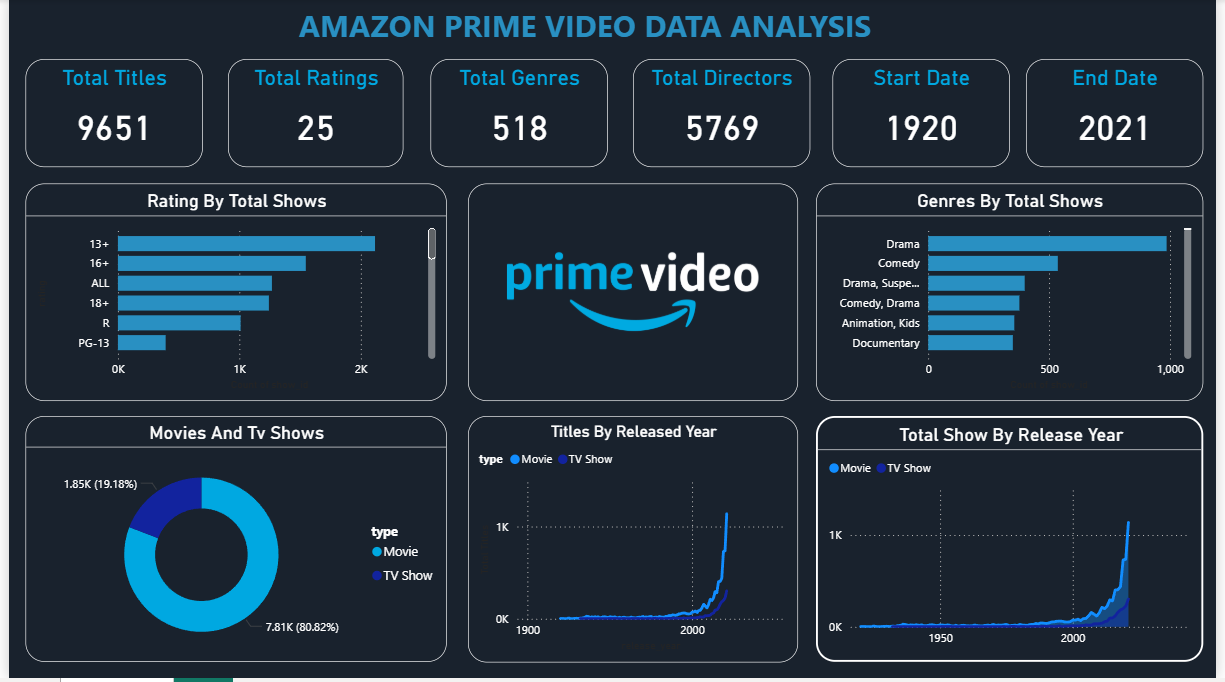 AMAZON PRIME VIDEO DATA ANALYSIS
Total Titles
9651
Total Ratings
25
Total Genres
518
Total Directors
5769
Start Date
1920
End Date
2021
Rating By Total Shows
13+
16+
ALL
18+
R
PG-13
0K 1K 2K
prime video
Genres By Total Shows
Drama
Comedy
Drama, Suspe...
Comedy, Drama
Animation, Kids
Documentary
0 500 1,000
Movies And Tv Shows
1.85K (19.18%)
7.81K (80.82%)
type
Movie
TV Show
Titles By Released Year
type Movie TV Show
1K
0K
1900 2000
Total Show By Release Year
Movie TV Show
1K
0K
1950 2000